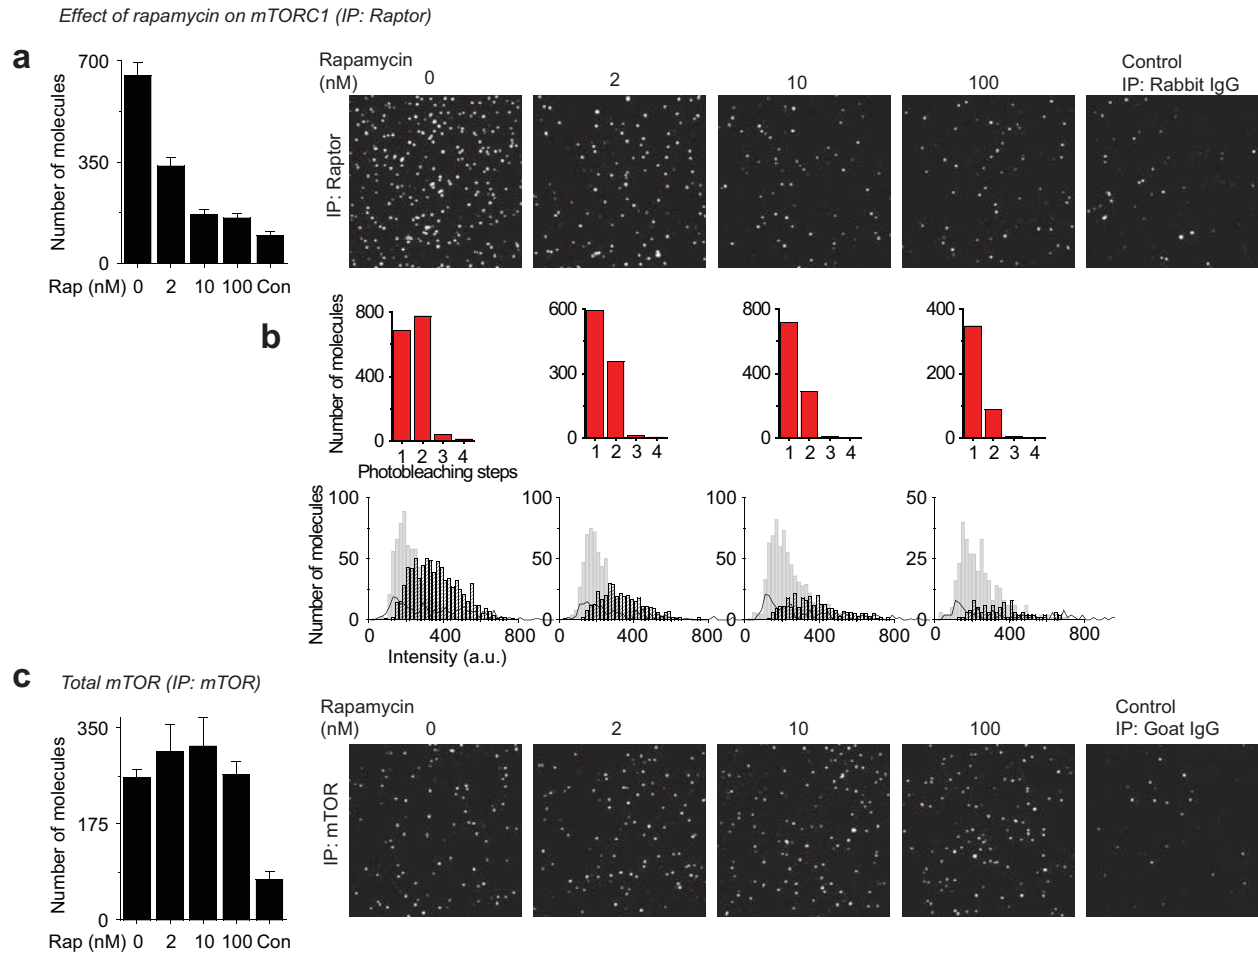 Effect of rapamycin on mTORC1 (IP: Raptor)
a
700
350
0
Number of molecules
Rap (nM) 0 2 10 100 Con
Rapamycin
(nM) 0 2 10 100
Control
IP: Rabbit IgG
IP: Raptor
b
Number of molecules
800
400
0
1 2 3 4
Photobleaching steps
600
300
0
1 2 3 4
800
400
0
1 2 3 4
400
200
0
1 2 3 4
Number of molecules
100
50
0
0 400 800
Intensity (a.u.)
100
50
0
0 400 800
100
50
0
0 400 800
50
25
0
0 400 800
c
Total mTOR (IP: mTOR)
350
175
0
Number of molecules
Rap (nM) 0 2 10 100 Con
Rapamycin
(nM) 0 2 10 100
Control
IP: Goat IgG
IP: mTOR